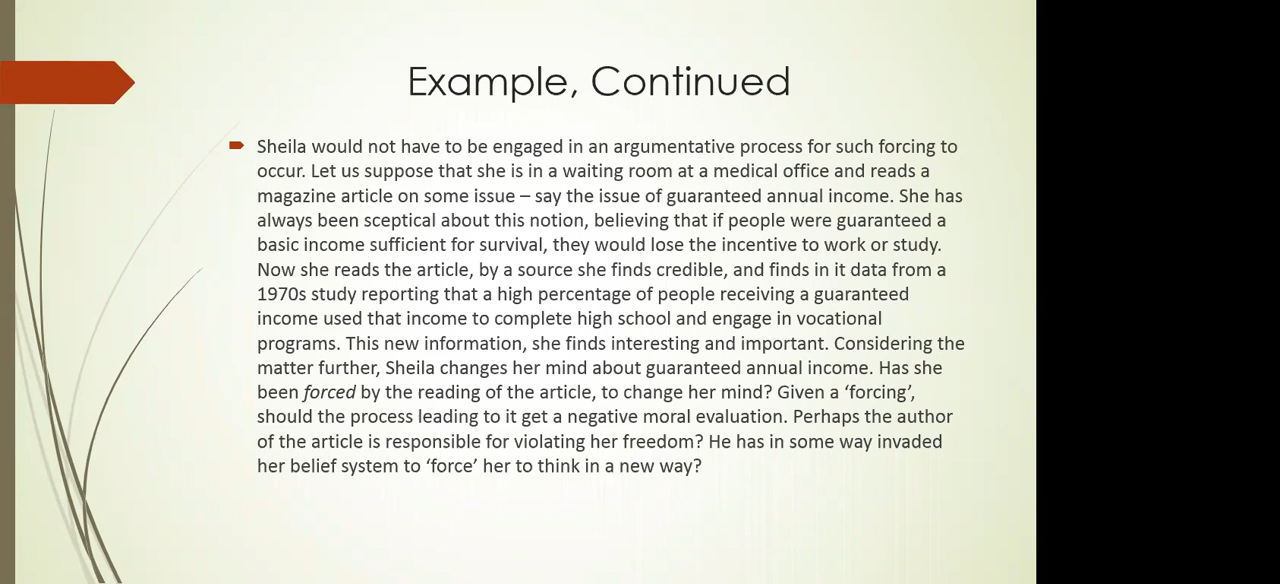 Example, Continued
Sheila would not have to be engaged in an argumentative process for such forcing to
occur. Let us suppose that she is in a waiting room at a medical office and reads a
magazine article on some issue – say the issue of guaranteed annual income. She has
always been sceptical about this notion, believing that if people were guaranteed a
basic income sufficient for survival, they would lose the incentive to work or study.
Now she reads the article, by a source she finds credible, and finds in it data from a
1970s study reporting that a high percentage of people receiving a guaranteed
income used that income to complete high school and engage in vocational
programs. This new information, she finds interesting and important. Considering the
matter further, Sheila changes her mind about guaranteed annual income. Has she
been forced by the reading of the article, to change her mind? Given a ‘forcing’,
should the process leading to it get a negative moral evaluation. Perhaps the author
of the article is responsible for violating her freedom? He has in some way invaded
her belief system to ‘force’ her to think in a new way?